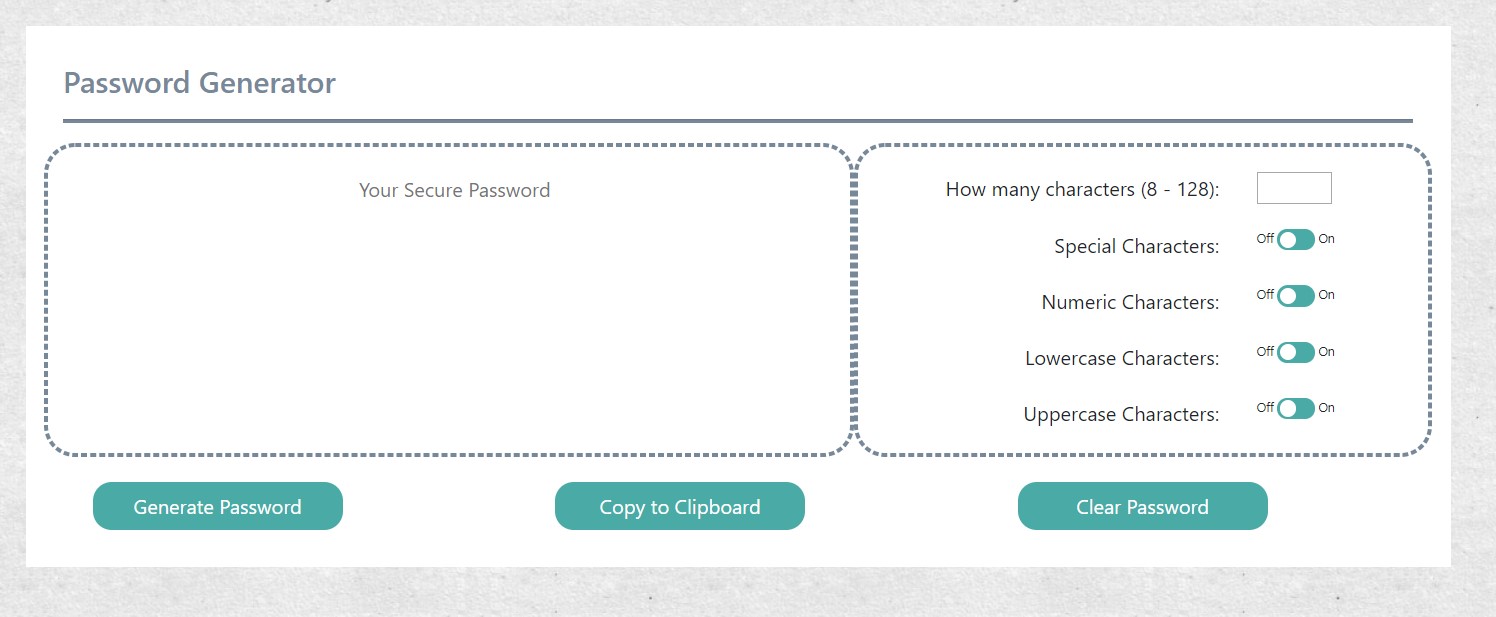 Password Generator
Your Secure Password
How many characters (8 - 128):
Special Characters: Off On
Numeric Characters: Off On
Lowercase Characters: Off On
Uppercase Characters: Off On
Generate Password
Copy to Clipboard
Clear Password